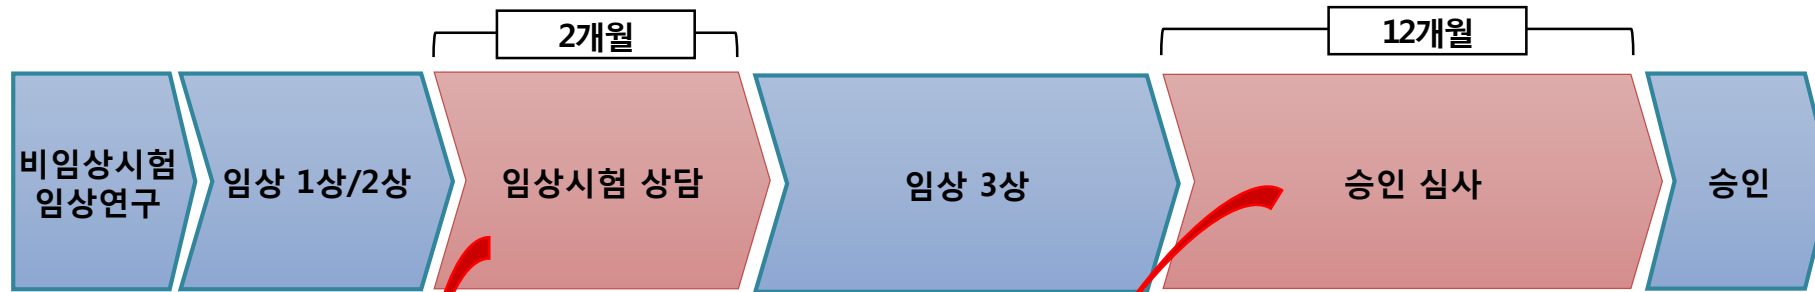 2개월
12개월
비임상시험
임상연구
임상 1상/2상
임상시험 상담
임상 3상
승인 심사
승인